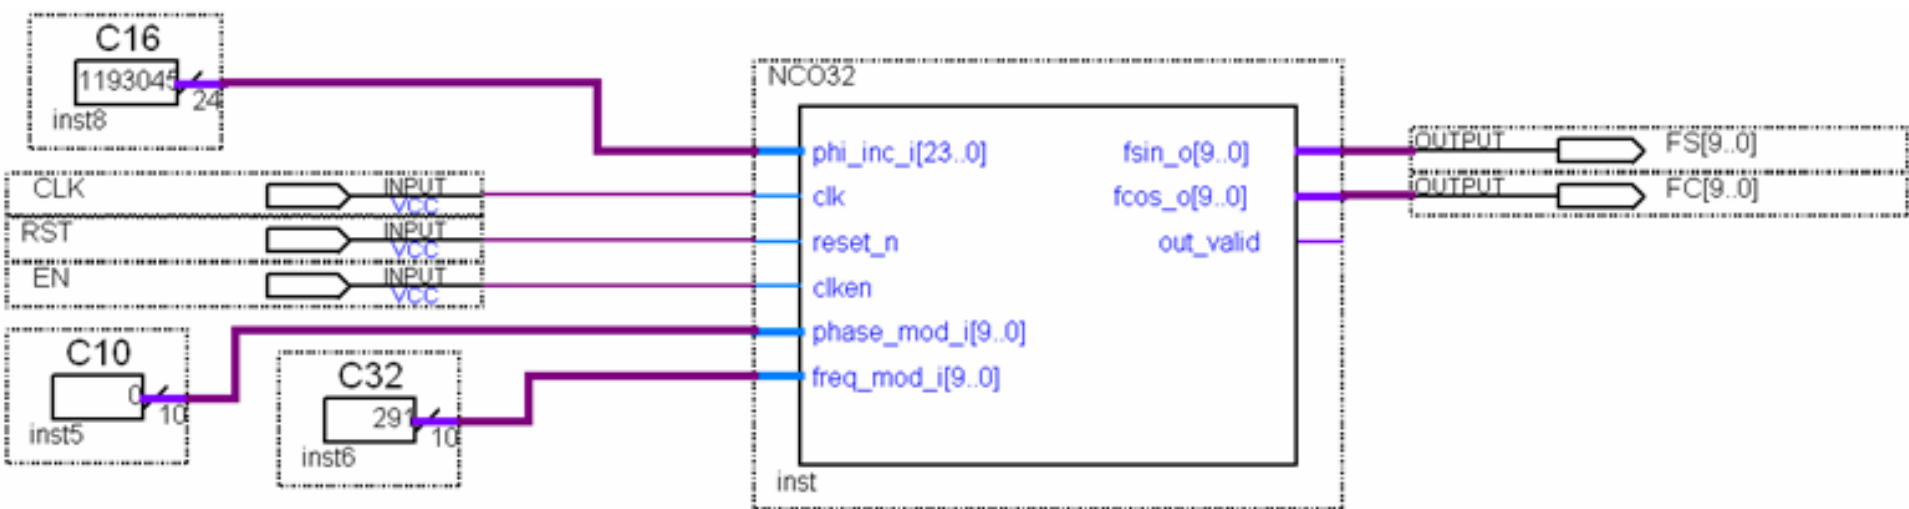 C16
1193045
24
inst8
NCO32
phi_inc_i[23..0]
fsin_o[9..0]
OUTPUT
FS[9..0]
CLK
INPUT
VCC
clk
fcos_o[9..0]
OUTPUT
FC[9..0]
RST
INPUT
VCC
reset_n
out_valid
EN
INPUT
VCC
clken
phase_mod_i[9..0]
C10
0
10
inst5
C32
291
10
inst6
freq_mod_i[9..0]
inst